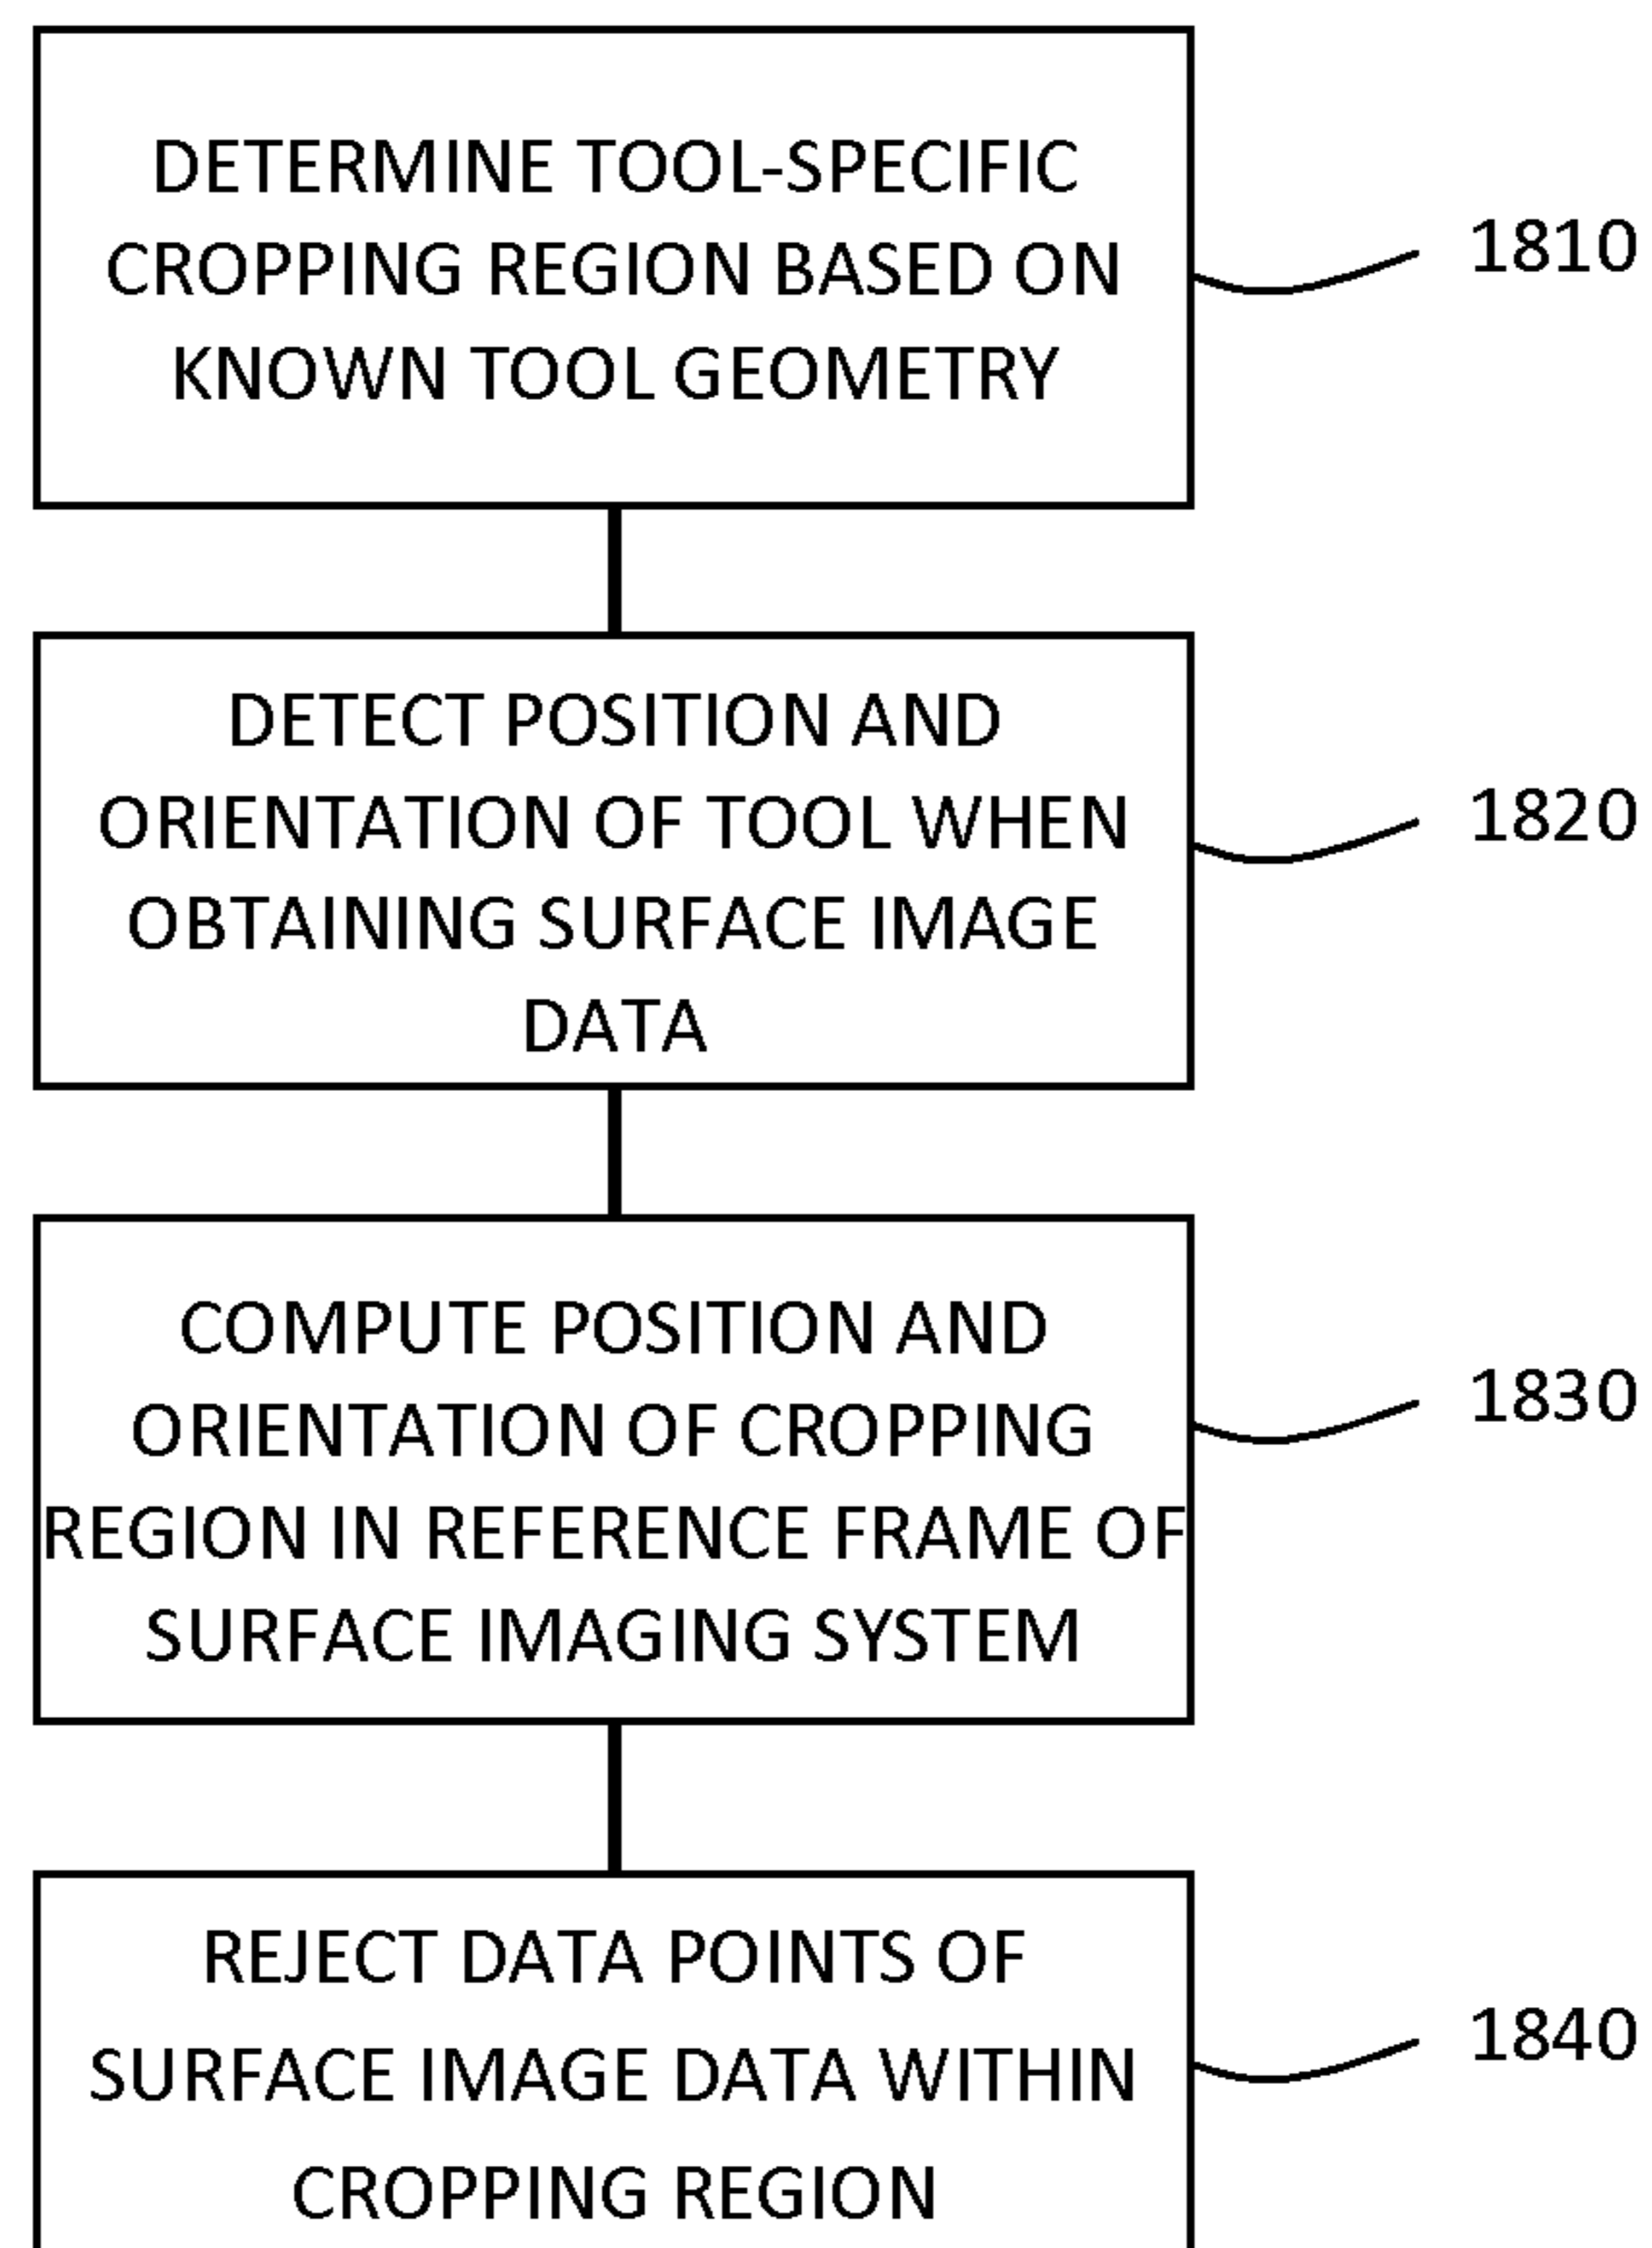 DETERMINE TOOL-SPECIFIC
CROPPING REGION BASED ON
KNOWN TOOL GEOMETRY
1810
DETECT POSITION AND
ORIENTATION OF TOOL WHEN
OBTAINING SURFACE IMAGE
DATA
1820
COMPUTE POSITION AND
ORIENTATION OF CROPPING
REGION IN REFERENCE FRAME OF
SURFACE IMAGING SYSTEM
1830
REJECT DATA POINTS OF
SURFACE IMAGE DATA WITHIN
CROPPING REGION
1840